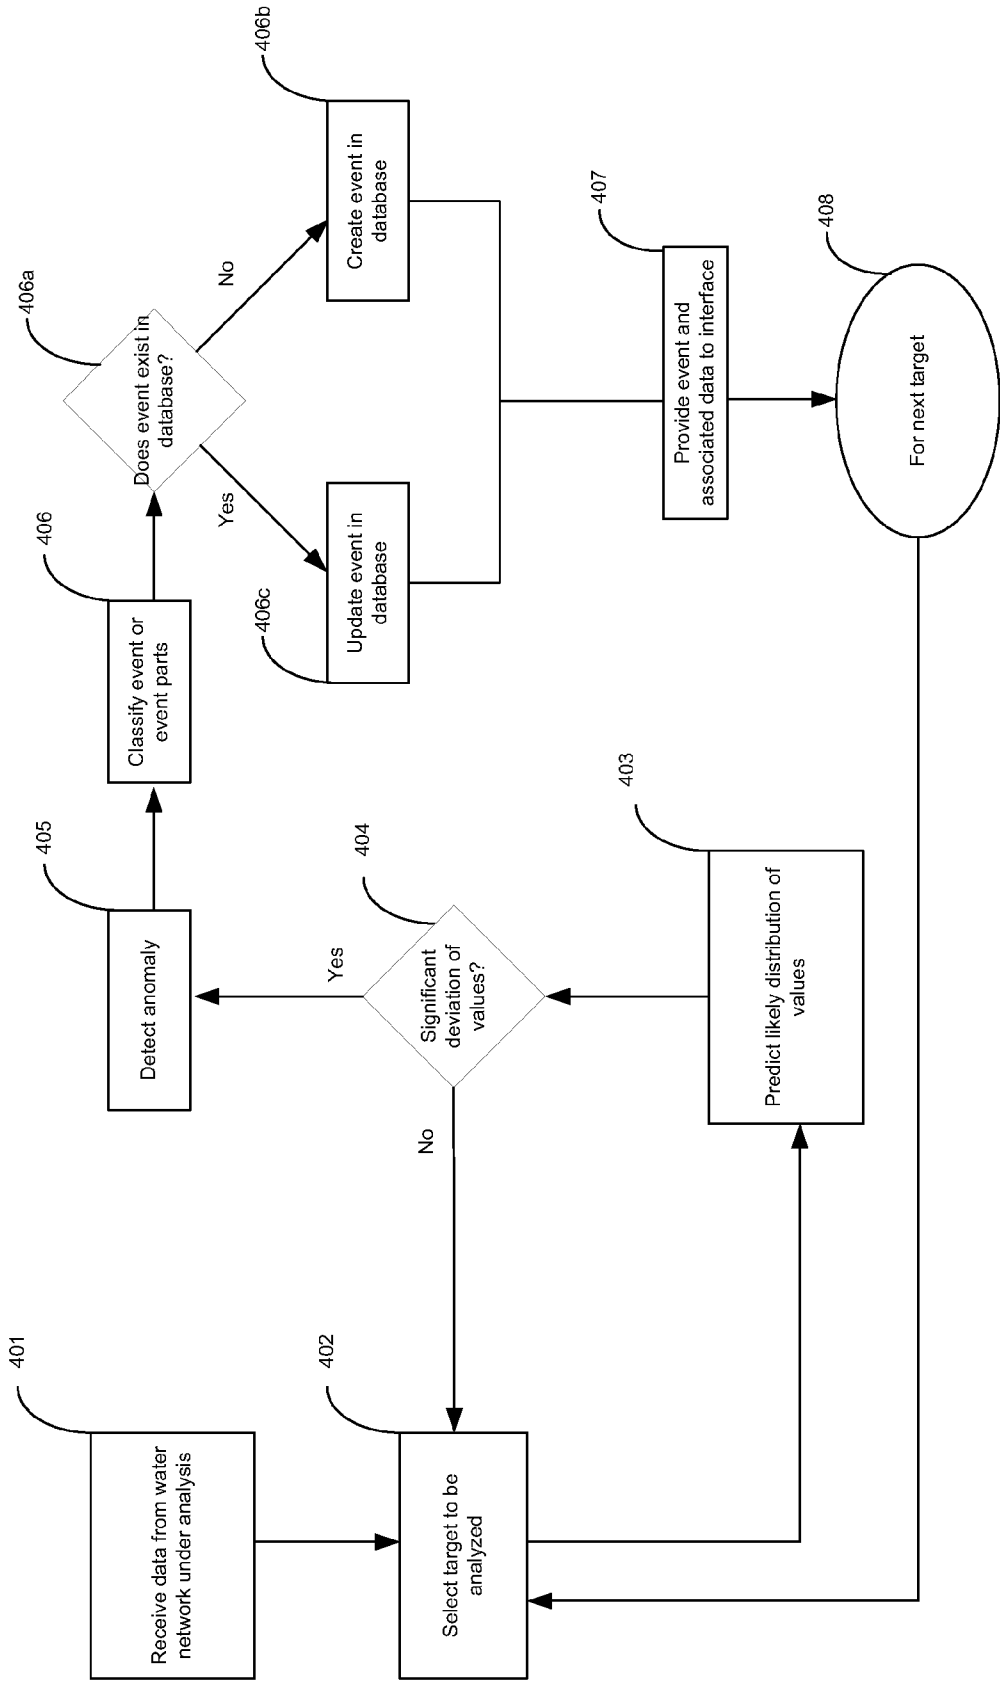 401
Receive data from water
network under analysis
402
Select target to be
analyzed
403
Predict likely distribution of
values
404
Significant
deviation of
values?
No
Yes
405
Detect anomaly
406
Classify event or
event parts
406a
Does event exist in
database?
Yes
No
406c
Update event in
database
406b
Create event in
database
407
Provide event and
associated data to interface
408
For next target